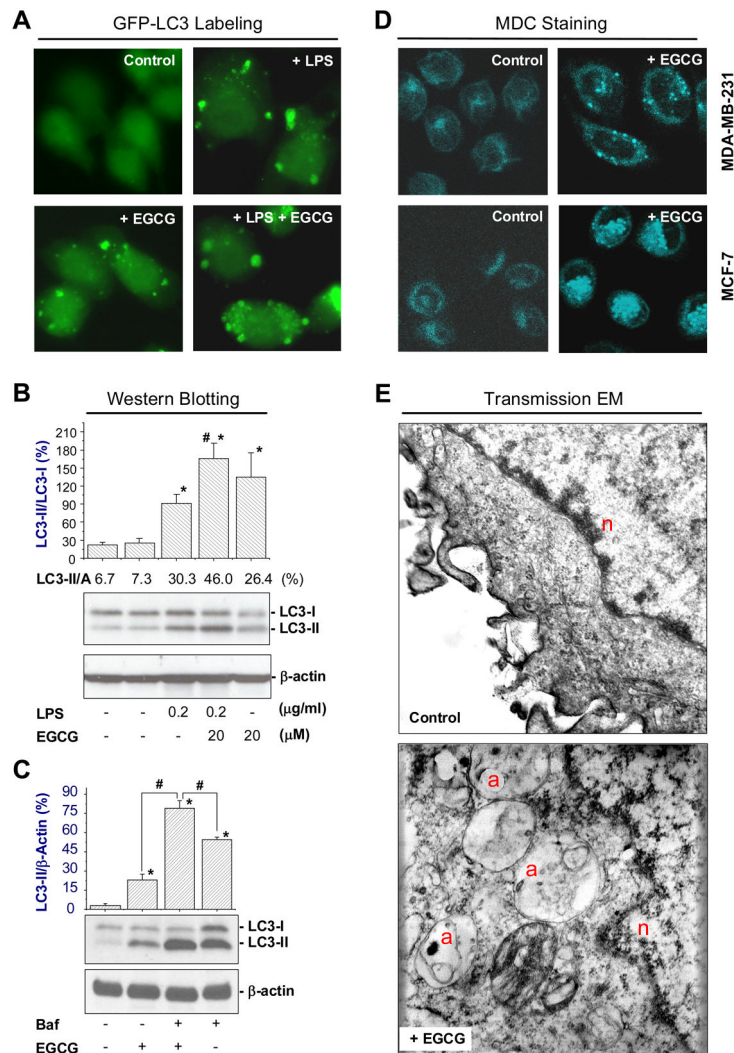 A
GFP-LC3 Labeling
Control
+ LPS
+ EGCG
+ LPS + EGCG
B
Western Blotting
LC3-II/LC3-I (%)
210
180
150
120
90
60
30
0
*
# *
*
LC3-II/A 6.7 7.3 30.3 46.0 26.4 (%)
- LC3-I
- LC3-II
- β-actin
LPS - - 0.2 0.2 - (μg/ml)
EGCG - - - 20 20 (μM)
C
LC3-II/β-Actin (%)
90
75
60
45
30
15
0
# #
*
*
*
- LC3-I
- LC3-II
- β-actin
Baf - - + +
EGCG - + + -
D
MDC Staining
Control
+ EGCG
MDA-MB-231
Control
+ EGCG
MCF-7
E
Transmission EM
n
Control
a
a
a
n
+ EGCG